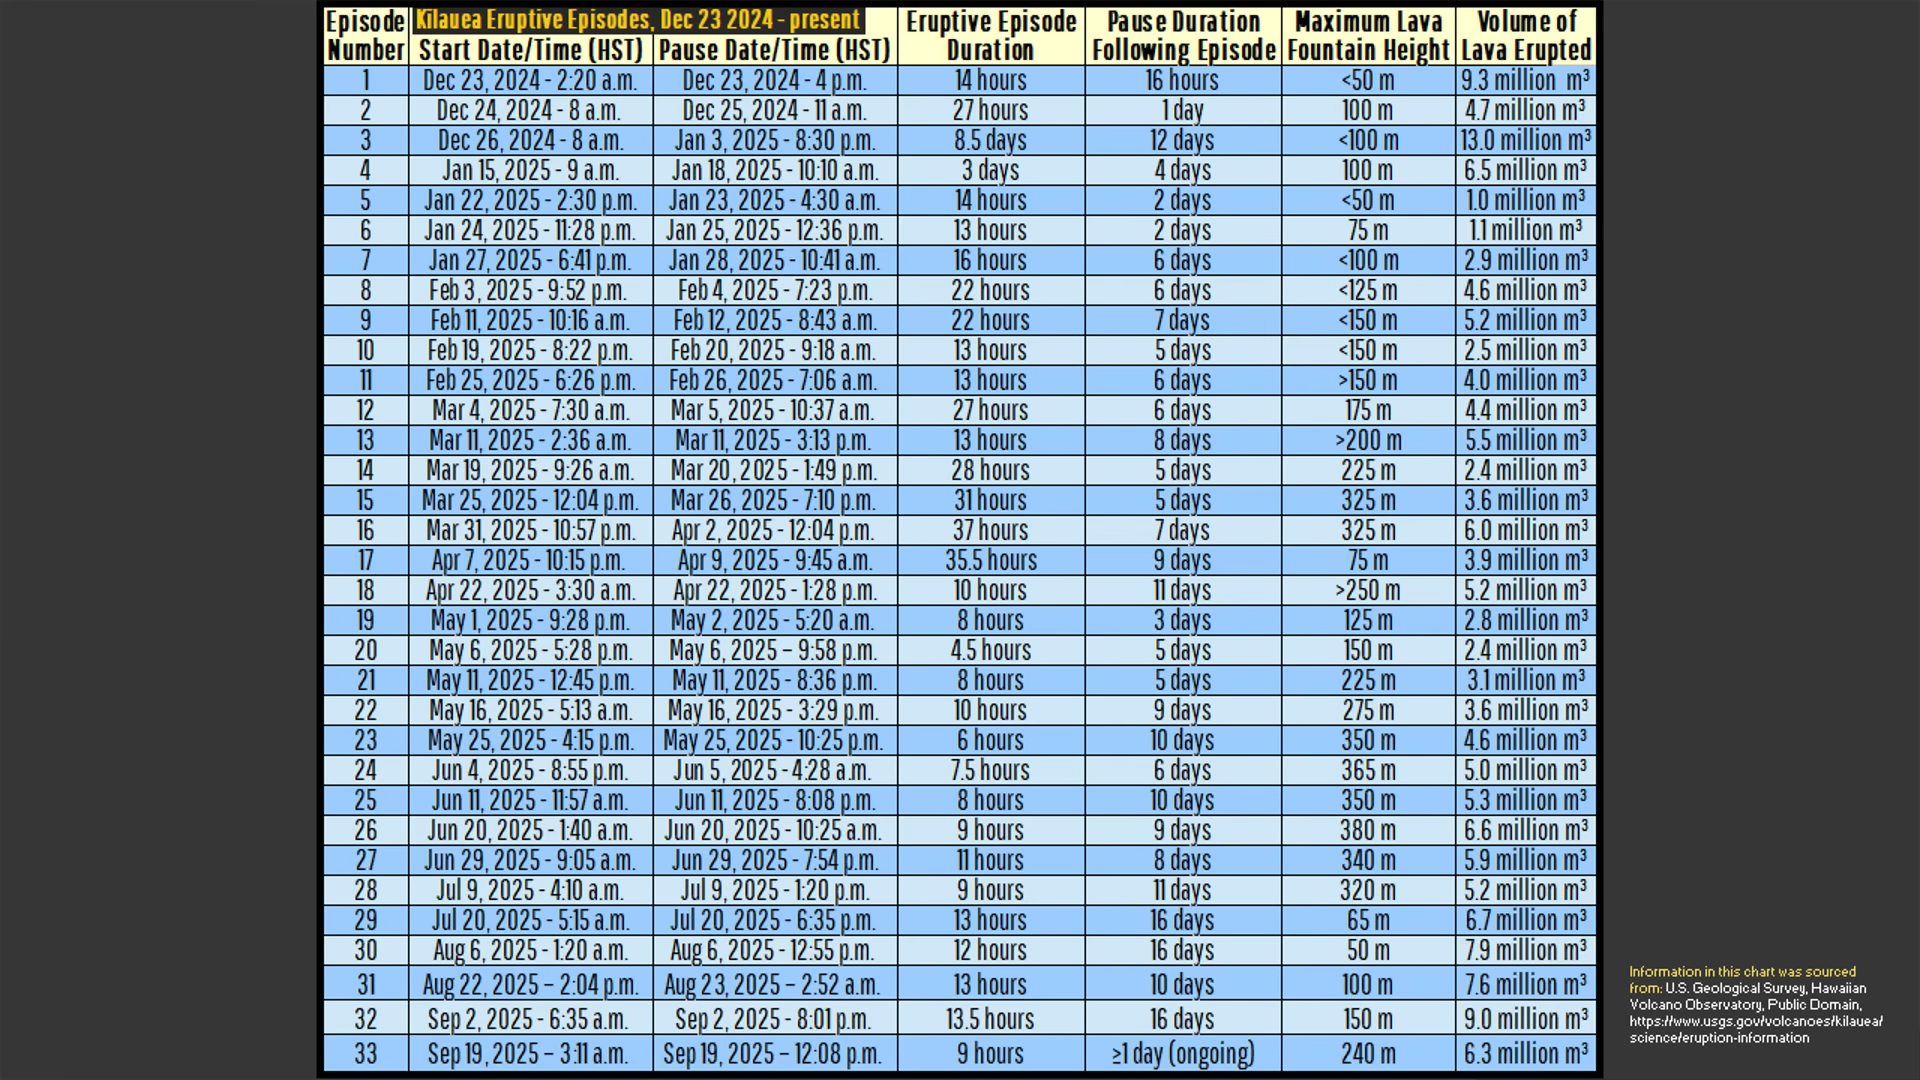 Episode Number | Kīlauea Eruptive Episodes, Dec 23 2024 - present | Eruptive Episode Duration | Pause Duration Following Episode | Maximum Lava Fountain Height | Volume of Lava Erupted
Start Date/Time (HST) | Pause Date/Time (HST)
1 | Dec 23, 2024 - 2:20 a.m. | Dec 23, 2024 - 4 p.m. | 14 hours | 16 hours | <50 m | 9.3 million m³
2 | Dec 24, 2024 - 8 a.m. | Dec 25, 2024 - 11 a.m. | 27 hours | 1 day | 100 m | 4.7 million m³
3 | Dec 26, 2024 - 8 a.m. | Jan 3, 2025 - 8:30 p.m. | 8.5 days | 12 days | <100 m | 13.0 million m³
4 | Jan 15, 2025 - 9 a.m. | Jan 18, 2025 - 10:10 a.m. | 3 days | 4 days | 100 m | 6.5 million m³
5 | Jan 22, 2025 - 2:30 p.m. | Jan 23, 2025 - 4:30 a.m. | 14 hours | 2 days | <50 m | 1.0 million m³
6 | Jan 24, 2025 - 11:28 p.m. | Jan 25, 2025 - 12:36 p.m. | 13 hours | 2 days | 75 m | 1.1 million m³
7 | Jan 27, 2025 - 6:41 p.m. | Jan 28, 2025 - 10:41 a.m. | 16 hours | 6 days | <100 m | 2.9 million m³
8 | Feb 3, 2025 - 9:52 p.m. | Feb 4, 2025 - 7:23 p.m. | 22 hours | 6 days | <125 m | 4.6 million m³
9 | Feb 11, 2025 - 10:16 a.m. | Feb 12, 2025 - 8:43 a.m. | 22 hours | 7 days | <150 m | 5.2 million m³
10 | Feb 19, 2025 - 8:22 p.m. | Feb 20, 2025 - 9:18 a.m. | 13 hours | 5 days | <150 m | 2.5 million m³
11 | Feb 25, 2025 - 6:26 p.m. | Feb 26, 2025 - 7:06 a.m. | 13 hours | 6 days | >150 m | 4.0 million m³
12 | Mar 4, 2025 - 7:30 a.m. | Mar 5, 2025 - 10:37 a.m. | 27 hours | 6 days | 175 m | 4.4 million m³
13 | Mar 11, 2025 - 2:36 a.m. | Mar 11, 2025 - 3:13 p.m. | 13 hours | 8 days | >200 m | 5.5 million m³
14 | Mar 19, 2025 - 9:26 a.m. | Mar 20, 2025 - 1:49 p.m. | 28 hours | 5 days | 225 m | 2.4 million m³
15 | Mar 25, 2025 - 12:04 p.m. | Mar 26, 2025 - 7:10 p.m. | 31 hours | 5 days | 325 m | 3.6 million m³
16 | Mar 31, 2025 - 10:57 p.m. | Apr 2, 2025 - 12:04 p.m. | 37 hours | 7 days | 325 m | 6.0 million m³
17 | Apr 7, 2025 - 10:15 p.m. | Apr 9, 2025 - 9:45 a.m. | 35.5 hours | 9 days | 75 m | 3.9 million m³
18 | Apr 22, 2025 - 3:30 a.m. | Apr 22, 2025 - 1:28 p.m. | 10 hours | 11 days | >250 m | 5.2 million m³
19 | May 1, 2025 - 9:28 p.m. | May 2, 2025 - 5:20 a.m. | 8 hours | 3 days | 125 m | 2.8 million m³
20 | May 6, 2025 - 5:28 p.m. | May 6, 2025 – 9:58 p.m. | 4.5 hours | 5 days | 150 m | 2.4 million m³
21 | May 11, 2025 - 12:45 p.m. | May 11, 2025 - 8:36 p.m. | 8 hours | 5 days | 225 m | 3.1 million m³
22 | May 16, 2025 - 5:13 a.m. | May 16, 2025 - 3:29 p.m. | 10 hours | 9 days | 275 m | 3.6 million m³
23 | May 25, 2025 - 4:15 p.m. | May 25, 2025 - 10:25 p.m. | 6 hours | 10 days | 350 m | 4.6 million m³
24 | Jun 4, 2025 - 8:55 p.m. | Jun 5, 2025 - 4:28 a.m. | 7.5 hours | 6 days | 365 m | 5.0 million m³
25 | Jun 11, 2025 - 11:57 a.m. | Jun 11, 2025 - 8:08 p.m. | 8 hours | 10 days | 350 m | 5.3 million m³
26 | Jun 20, 2025 - 1:40 a.m. | Jun 20, 2025 - 10:25 a.m. | 9 hours | 9 days | 380 m | 6.6 million m³
27 | Jun 29, 2025 - 9:05 a.m. | Jun 29, 2025 - 7:54 p.m. | 11 hours | 8 days | 340 m | 5.9 million m³
28 | Jul 9, 2025 - 4:10 a.m. | Jul 9, 2025 - 1:20 p.m. | 9 hours | 11 days | 320 m | 5.2 million m³
29 | Jul 20, 2025 - 5:15 a.m. | Jul 20, 2025 - 6:35 p.m. | 13 hours | 16 days | 65 m | 6.7 million m³
30 | Aug 6, 2025 - 1:20 a.m. | Aug 6, 2025 - 12:55 p.m. | 12 hours | 16 days | 50 m | 7.9 million m³
31 | Aug 22, 2025 – 2:04 p.m. | Aug 23, 2025 – 2:52 a.m. | 13 hours | 10 days | 100 m | 7.6 million m³
32 | Sep 2, 2025 - 6:35 a.m. | Sep 2, 2025 - 8:01 p.m. | 13.5 hours | 16 days | 150 m | 9.0 million m³
33 | Sep 19, 2025 – 3:11 a.m. | Sep 19, 2025 – 12:08 p.m. | 9 hours | ≥1 day (ongoing) | 240 m | 6.3 million m³
Information in this chart was sourced
from: U.S. Geological Survey, Hawaiian
Volcano Observatory, Public Domain,
https://www.usgs.gov/volcanoes/kilauea/
science/eruption-information